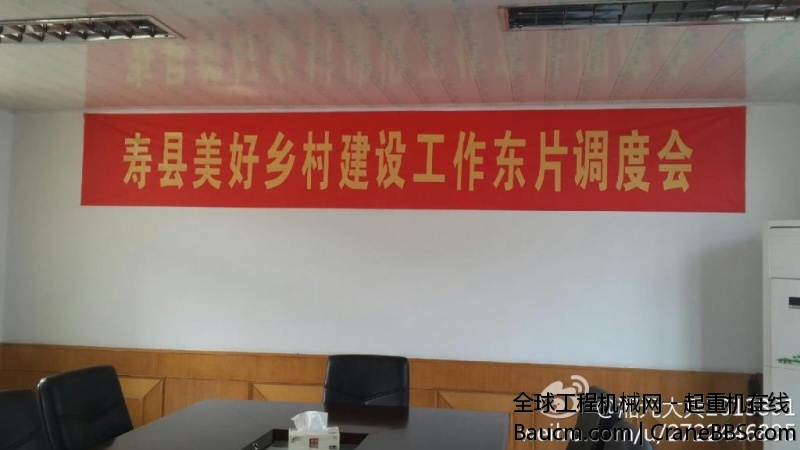 寿县美好乡村建设工作东片调度会
全球工程机械网--起重机在线
Baucm.com/CraneBBS.com